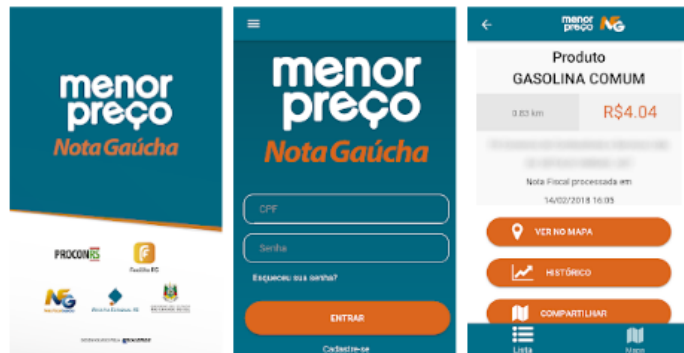 menor
preço
Nota Gaúcha
PROCON RS
NG
menor
preço
Nota Gaúcha
CPF
Senha
Esqueceu sua senha?
ENTRAR
Cadastre-se
menor
preço NG
Produto
GASOLINA COMUM
0.83 km
R$4.04
Nota Fiscal processada em
14/02/2018 16:05
VER NO MAPA
HISTÓRICO
COMPARTILHAR
Lista
Mapa